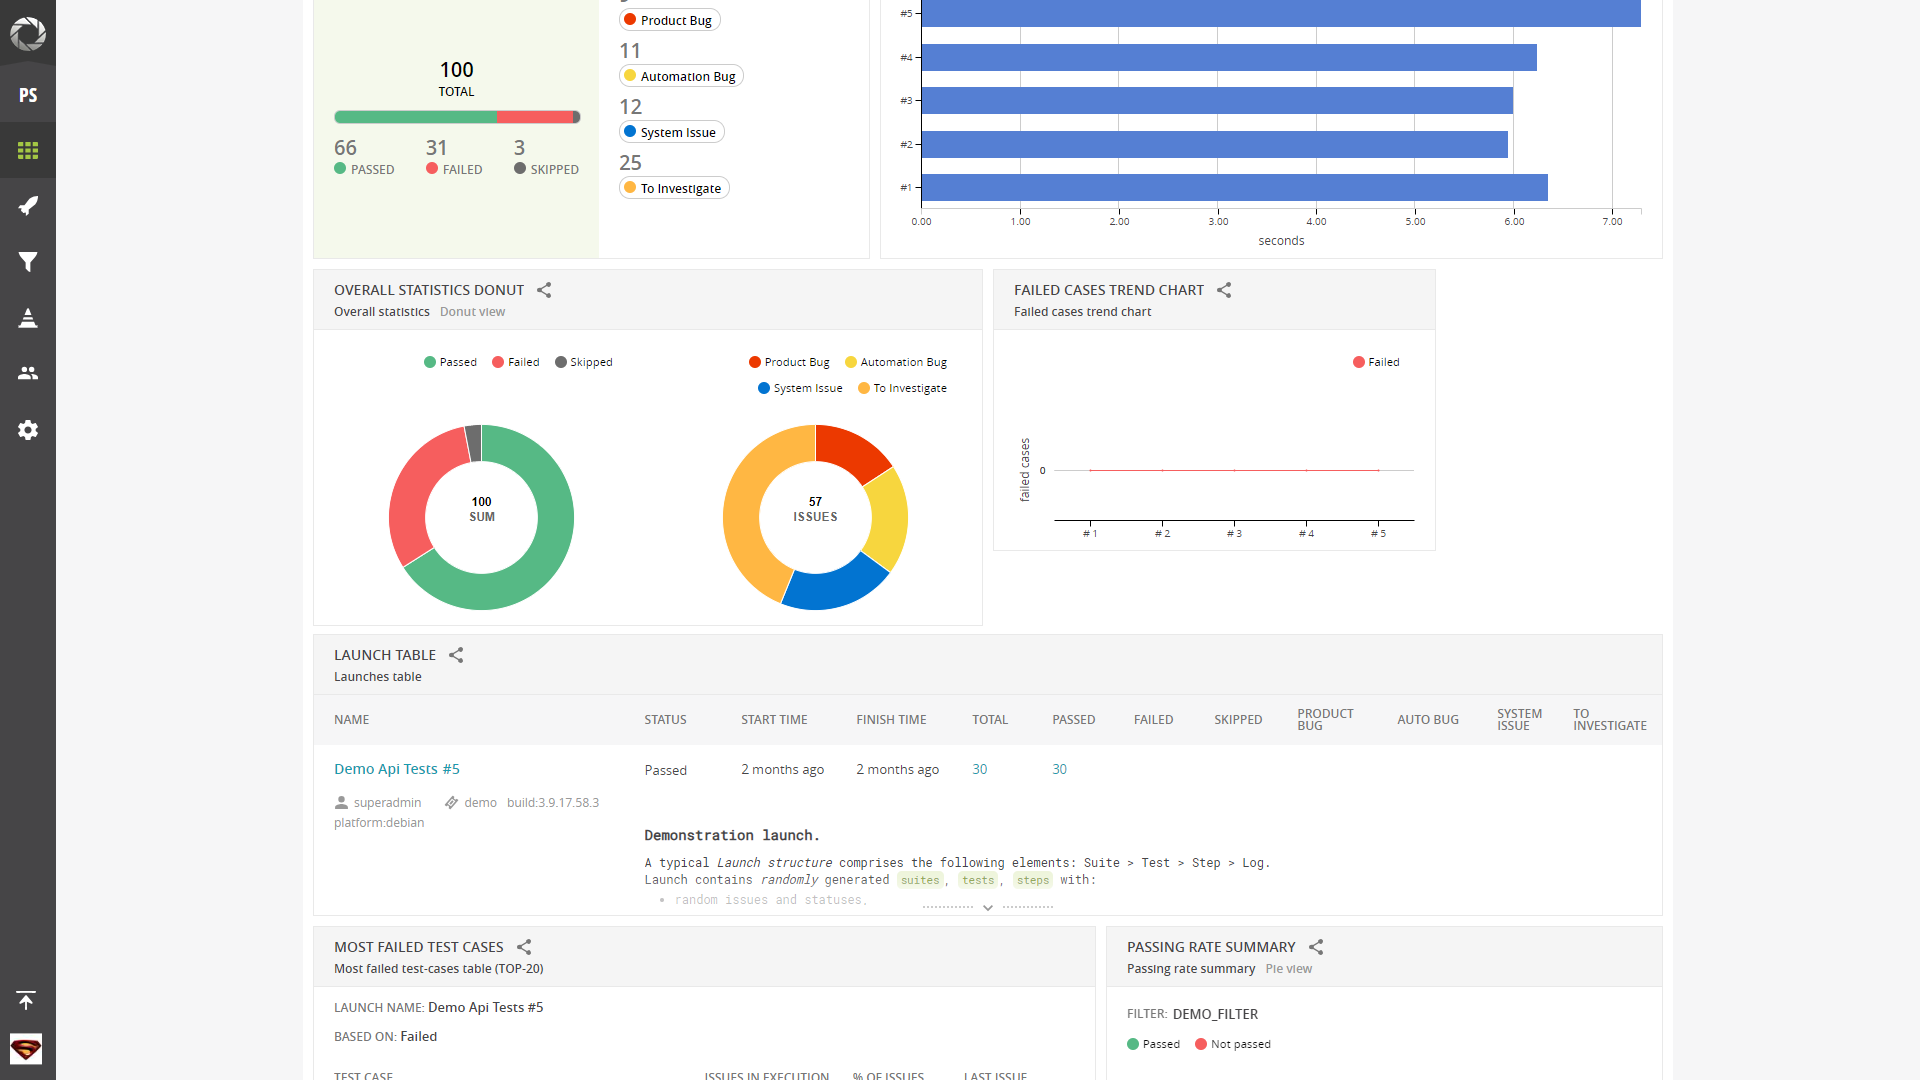 PS
100
TOTAL
66
PASSED
31
FAILED
3
SKIPPED
Product Bug
11
Automation Bug
12
System Issue
25
To Investigate
#5
#4
#3
#2
#1
0.00 1.00 2.00 3.00 4.00 5.00 6.00 7.00
seconds
OVERALL STATISTICS DONUT
Overall statistics Donut view
Passed Failed Skipped
Product Bug Automation Bug
System Issue To Investigate
100
SUM
57
ISSUES
FAILED CASES TREND CHART
Failed cases trend chart
Failed
failed cases
0
# 1 # 2 # 3 # 4 # 5
LAUNCH TABLE
Launches table
NAME STATUS START TIME FINISH TIME TOTAL PASSED FAILED SKIPPED PRODUCT BUG AUTO BUG SYSTEM ISSUE TO INVESTIGATE
Demo Api Tests #5 Passed 2 months ago 2 months ago 30 30
superadmin demo build:3.9.17.58.3
platform:debian
Demonstration launch.
A typical Launch structure comprises the following elements: Suite > Test > Step > Log.
Launch contains randomly generated suites, tests, steps with:
• random issues and statuses,
MOST FAILED TEST CASES
Most failed test-cases table (TOP-20)
LAUNCH NAME: Demo Api Tests #5
BASED ON: Failed
TEST CASE ISSUES IN EXECUTION % OF ISSUES LAST ISSUE
PASSING RATE SUMMARY
Passing rate summary Pie view
FILTER: DEMO_FILTER
Passed Not passed